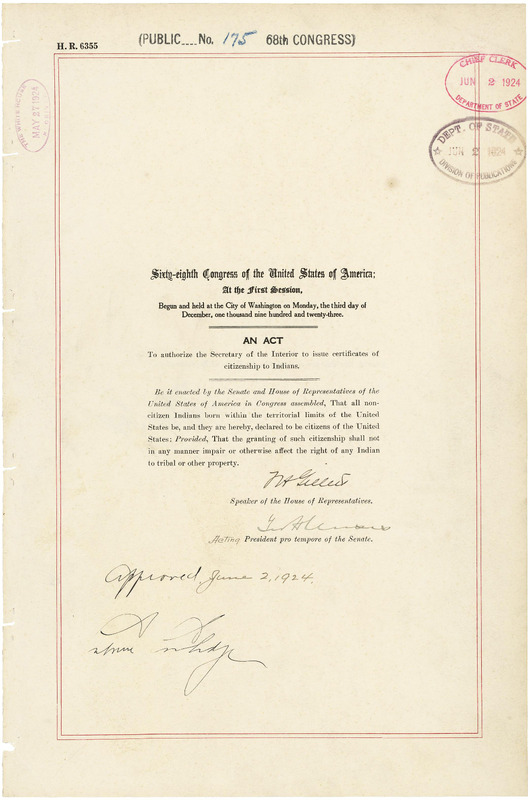 H. R. 6355
(PUBLIC No. 175 68th CONGRESS)
CHIEF CLERK
JUN 2 1924
DEPARTMENT OF STATE
THE WHITE HOUSE
MAY 27 1924
DEPT. OF STATE
JUN 2 1924
DIVISION OF PUBLICATIONS
Sixty-eighth Congress of the United States of America;
At the First Session,
Begun and held at the City of Washington on Monday, the third day of
December, one thousand nine hundred and twenty-three.
AN ACT
To authorize the Secretary of the Interior to issue certificates of
citizenship to Indians.
Be it enacted by the Senate and House of Representatives of the
United States of America in Congress assembled, That all non-
citizen Indians born within the territorial limits of the United
States be, and they are hereby, declared to be citizens of the United
States: Provided, That the granting of such citizenship shall not
in any manner impair or otherwise affect the right of any Indian
to tribal or other property.
F H Gillett
Speaker of the House of Representatives.
Acting President pro tempore of the Senate.
Approved, June 2, 1924.